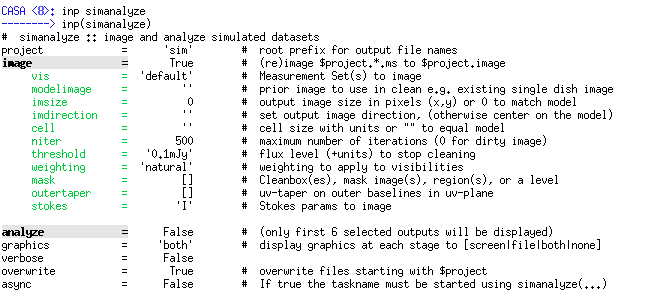 CASA <8>: inp simanalyze
--------> inp(simanalyze)
# simanalyze :: image and analyze simulated datasets
project = 'sim' # root prefix for output file names
image = True # (re)image $project.*.ms to $project.image
vis = 'default' # Measurement Set(s) to image
modelimage = '' # prior image to use in clean e.g. existing single dish image
imsize = 0 # output image size in pixels (x,y) or 0 to match model
imdirection = '' # set output image direction, (otherwise center on the model)
cell = '' # cell size with units or "" to equal model
niter = 500 # maximum number of iterations (0 for dirty image)
threshold = '0.1mJy' # flux level (+units) to stop cleaning
weighting = 'natural' # weighting to apply to visibilities
mask = [] # Cleanbox(es), mask image(s), region(s), or a level
outertaper = [] # uv-taper on outer baselines in uv-plane
stokes = 'I' # Stokes params to image
analyze = False # (only first 6 selected outputs will be displayed)
graphics = 'both' # display graphics at each stage to [screen|file|both|none]
verbose = False
overwrite = True # overwrite files starting with $project
async = False # If true the taskname must be started using simanalyze(...)